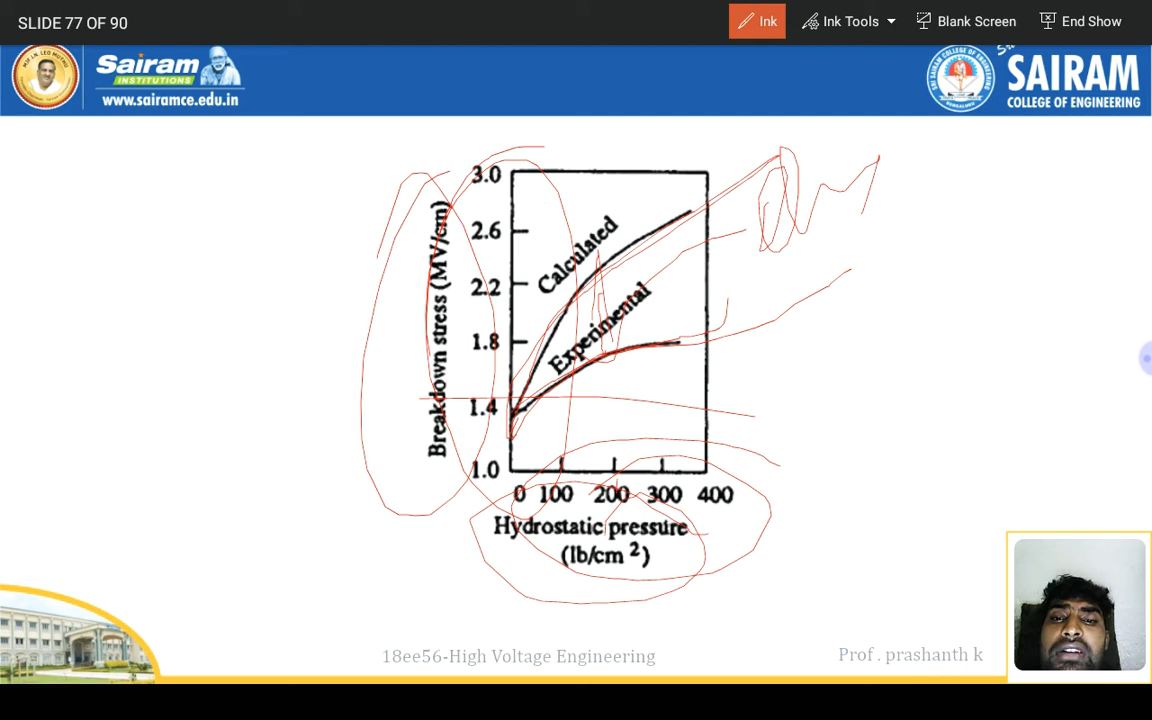 SLIDE 77 OF 90
Ink
Ink Tools
Blank Screen
End Show
Sairam
INSTITUTIONS
www.sairamce.edu.in
SAIRAM
COLLEGE OF ENGINEERING
3.0
2.6
2.2
1.8
1.4
1.0
Breakdown stress (MV/cm)
Calculated
Experimental
0 100 200 300 400
Hydrostatic pressure
(lb/cm 2)
18ee56-High Voltage Engineering
Prof . prashanth k